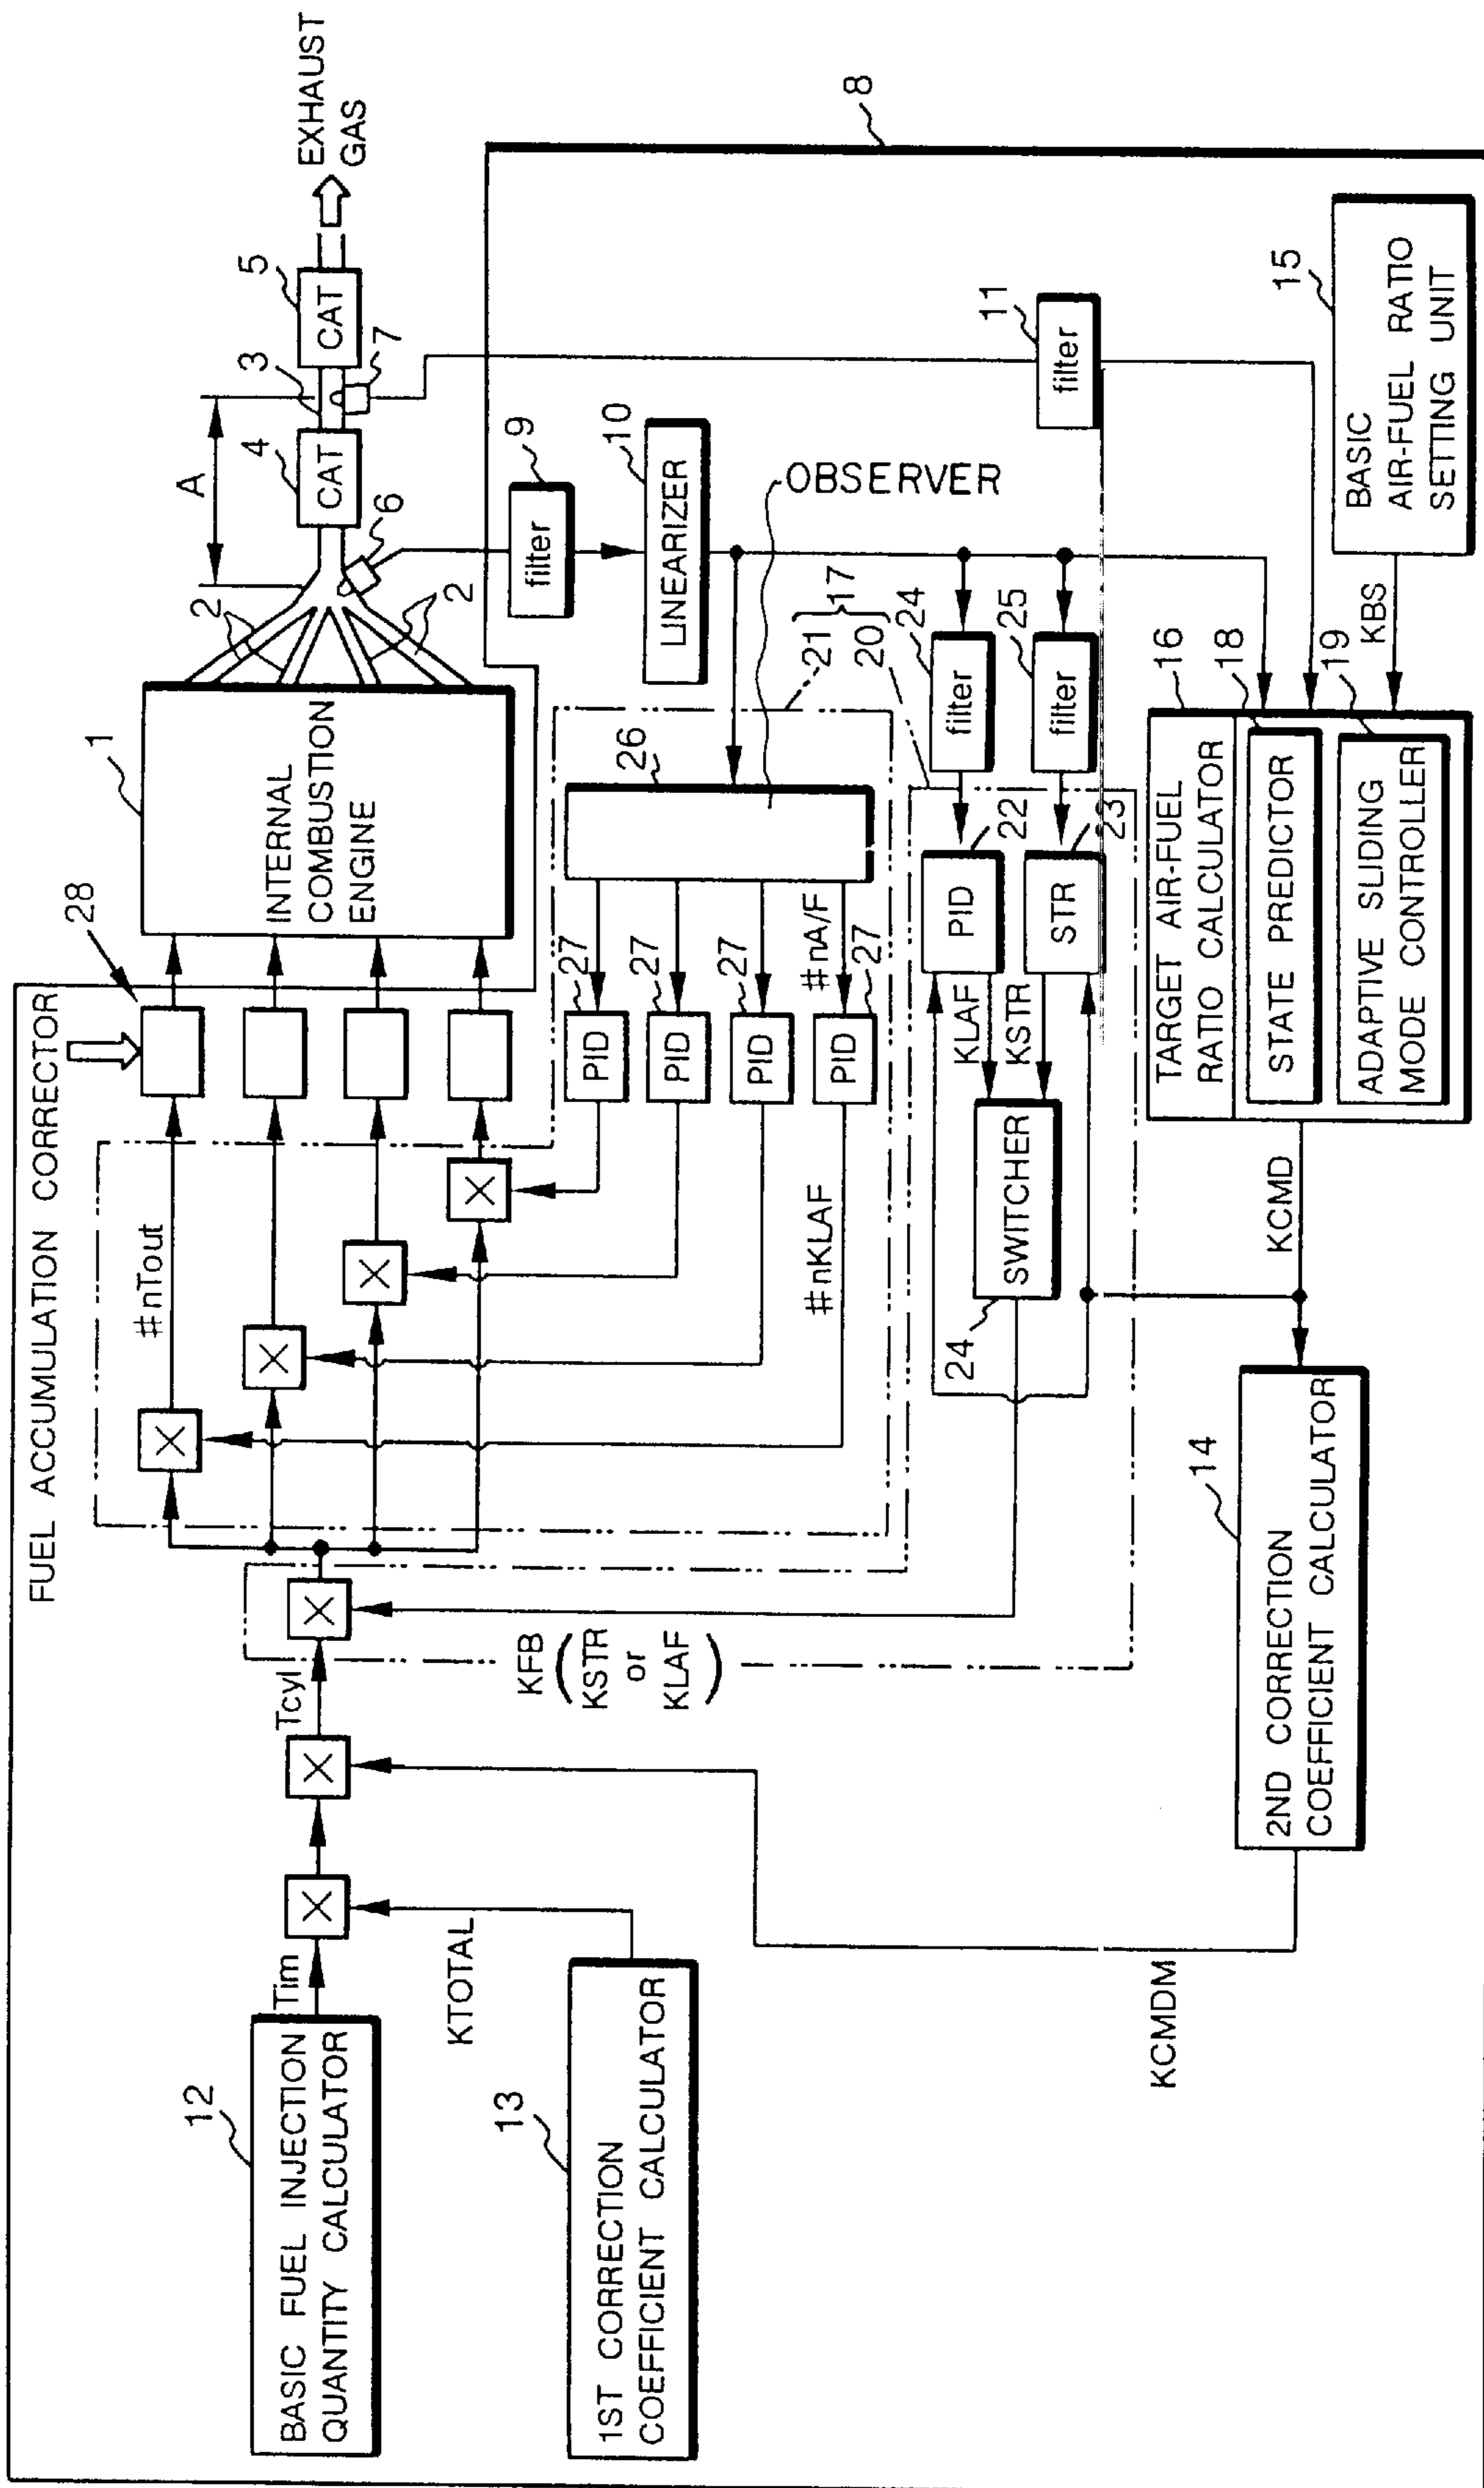 FUEL ACCUMULATION CORRECTOR
28
1
INTERNAL
COMBUSTION
ENGINE
2
2
A
4
CAT
3
5
CAT
7
6
EXHAUST
GAS
8
12
BASIC FUEL INJECTION
QUANTITY CALCULATOR
Tim
×
×
Tcyl
×
×
×
×
×
#nTout
KTOTAL
13
1ST CORRECTION
COEFFICIENT CALCULATOR
KFB
(KSTR
or
KLAF)
PID
27
PID
27
PID
27
PID
27
#nA/F
#nKLAF
26
OBSERVER
9
filter
10
LINEARIZER
21
20
17
24
filter
25
filter
11
filter
PID
22
STR
23
KLAF
KSTR
SWITCHER
24
KCMDM
14
2ND CORRECTION
COEFFICIENT CALCULATOR
KCMD
16
TARGET AIR-FUEL
RATIO CALCULATOR
18
STATE PREDICTOR
19
ADAPTIVE SLIDING
MODE CONTROLLER
KBS
15
BASIC
AIR-FUEL RATIO
SETTING UNIT